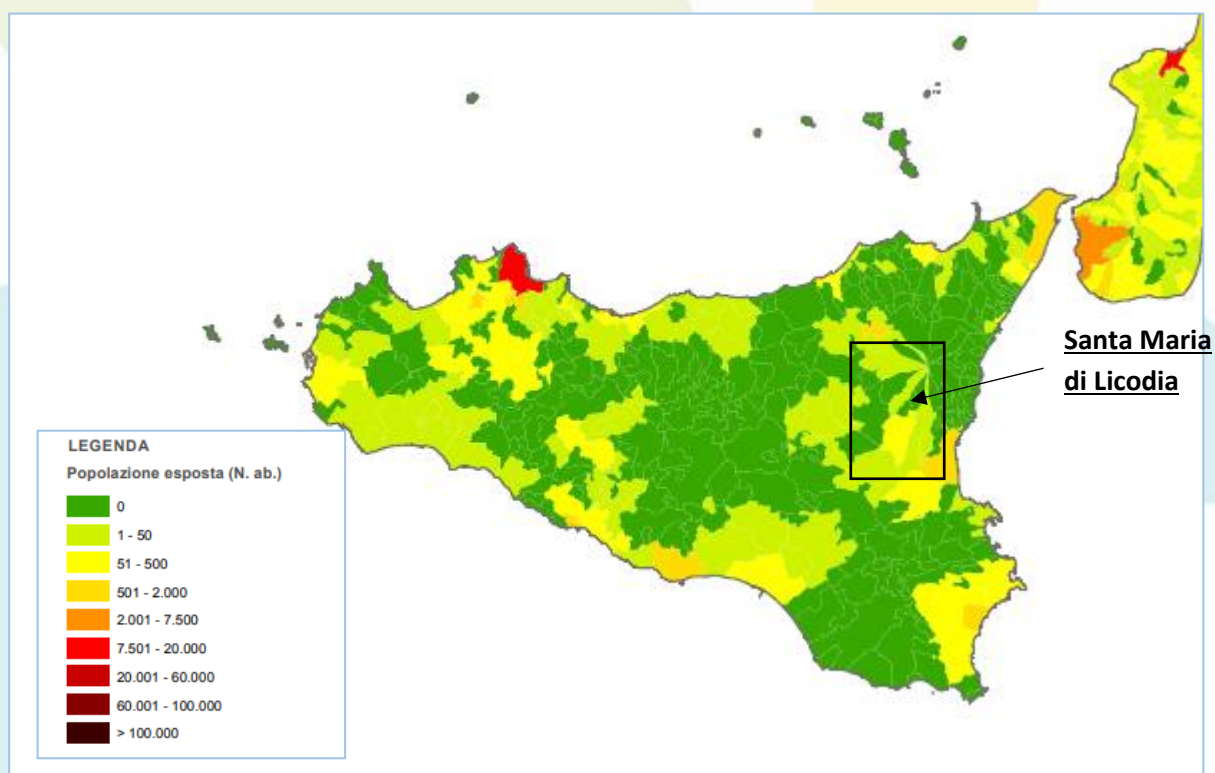 Santa Maria
di Licodia
LEGENDA
Popolazione esposta (N. ab.)
0
1 - 50
51 - 500
501 - 2.000
2.001 - 7.500
7.501 - 20.000
20.001 - 60.000
60.001 - 100.000
> 100.000